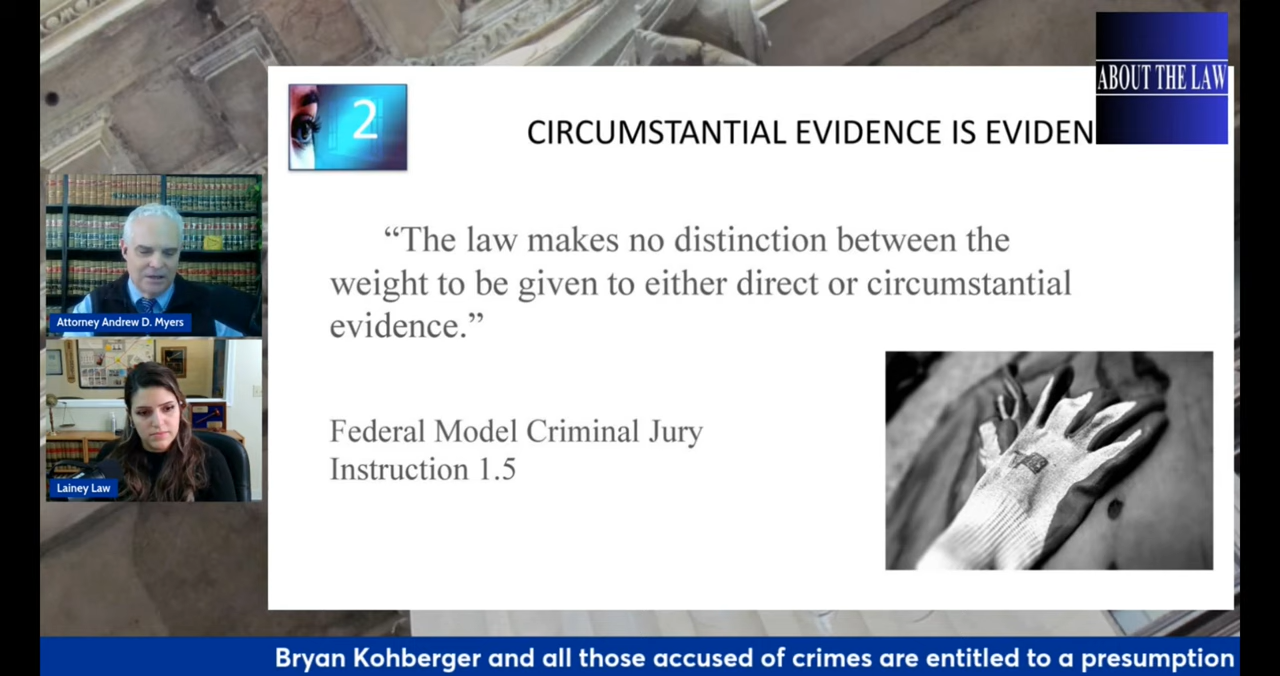 ABOUT THE LAW
2
CIRCUMSTANTIAL EVIDENCE IS EVIDEN
“The law makes no distinction between the
weight to be given to either direct or circumstantial
evidence.”
Federal Model Criminal Jury
Instruction 1.5
Attorney Andrew D. Myers
Lainey Law
Bryan Kohberger and all those accused of crimes are entitled to a presumption